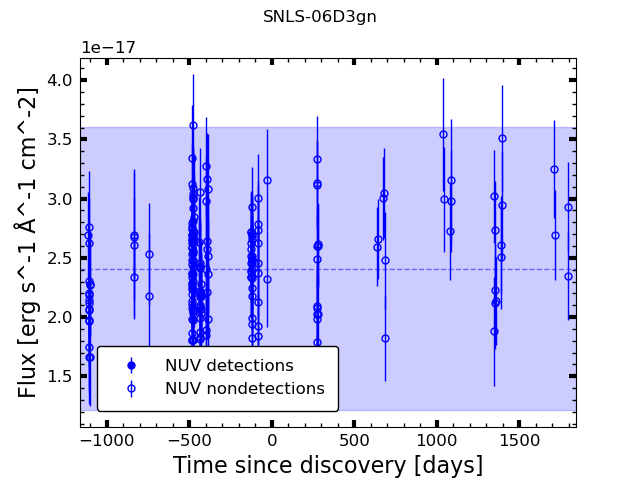 SNLS-06D3gn
1e−17
4.0
3.5
3.0
2.5
2.0
1.5
Flux [erg s^-1 Å^-1 cm^-2]
NUV detections
NUV nondetections
−1000 −500 0 500 1000 1500
Time since discovery [days]